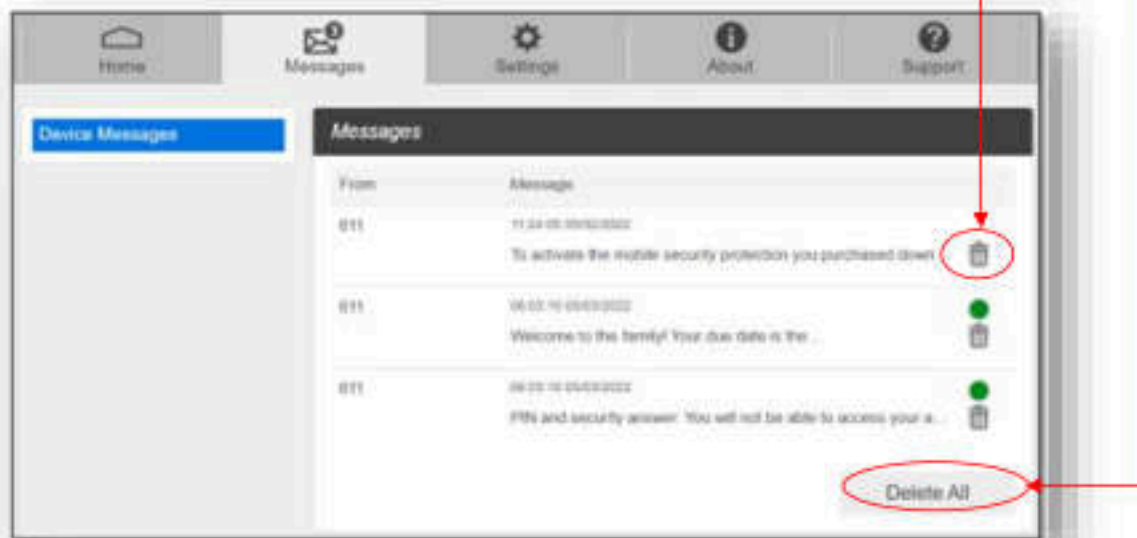 3
Home
Messages
Settings
About
Support
Device Messages
Messages
From
Message
611
To activate the mobile security protection you purchased down
611
Welcome to the family! Your due date is the...
611
PIN and security answer. You will not be able to access your a...
Delete All